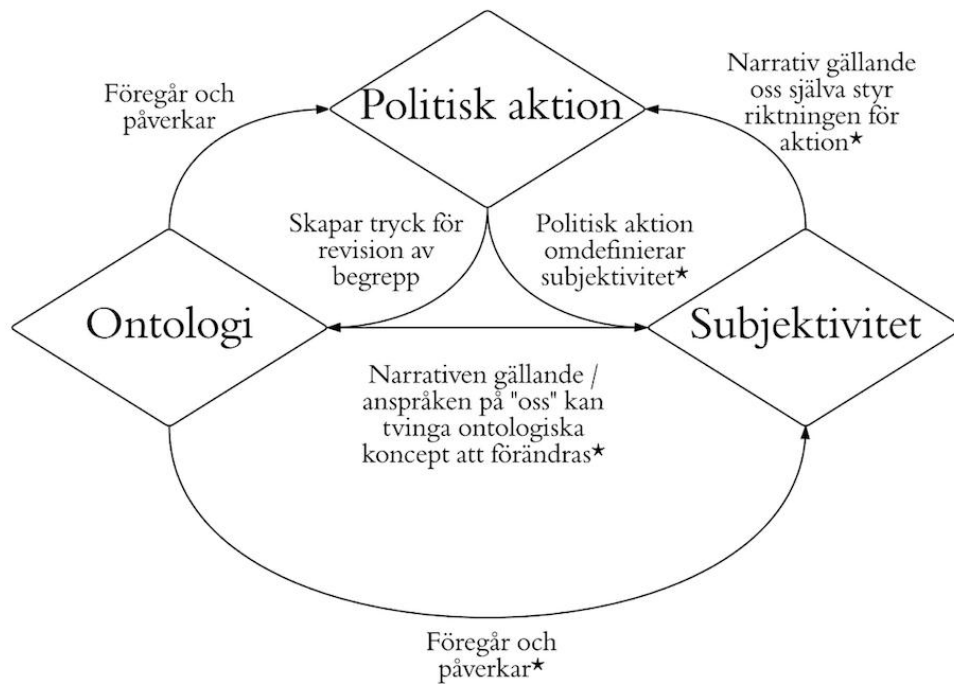 Politisk aktion
Föregår och
påverkar
Narrativ gällande
oss själva styr
riktningen för
aktion★
Skapar tryck för
revision av
begrepp
Politisk aktion
omdefinierar
subjektivitet★
Ontologi
Subjektivitet
Narrativen gällande /
anspråken på "oss" kan
tvinga ontologiska
koncept att förändras★
Föregår och
påverkar★